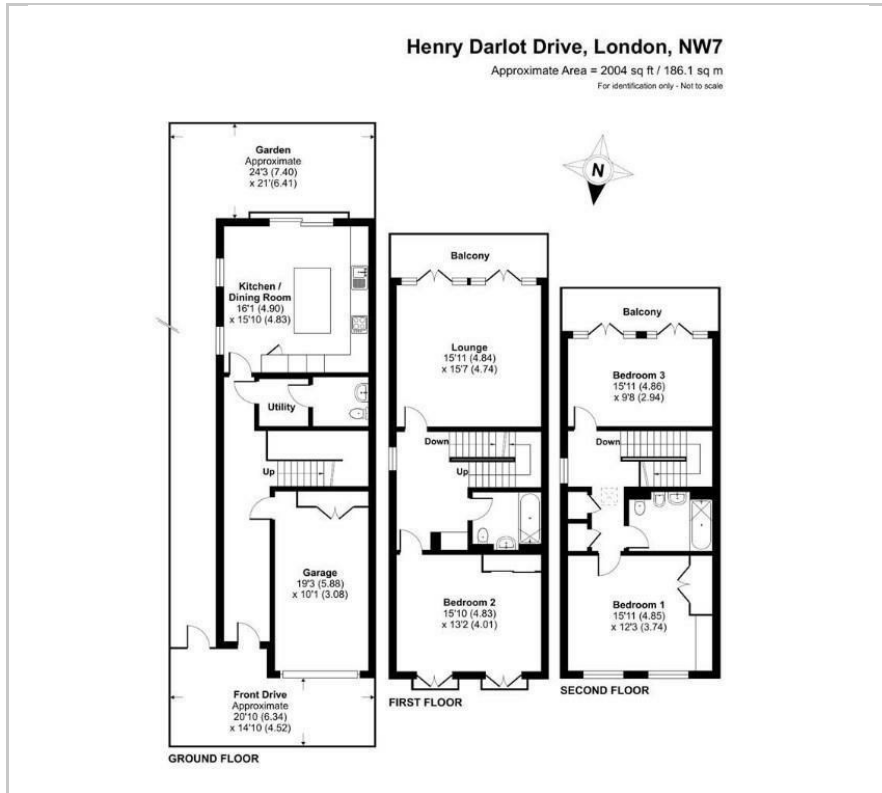 Henry Darlot Drive, London, NW7
Approximate Area = 2004 sq ft / 186.1 sq m
For identification only - Not to scale
N
Garden
Approximate
24'3 (7.40)
x 21'(6.41)
Kitchen /
Dining Room
16'1 (4.90)
x 15'10 (4.83)
Utility
Up
Garage
19'3 (5.88)
x 10'1 (3.08)
Front Drive
Approximate
20'10 (6.34)
x 14'10 (4.52)
GROUND FLOOR
Balcony
Lounge
15'11 (4.84)
x 15'7 (4.74)
Down
Up
Bedroom 2
15'10 (4.83)
x 13'2 (4.01)
FIRST FLOOR
Balcony
Bedroom 3
15'11 (4.86)
x 9'8 (2.94)
Down
Bedroom 1
15'11 (4.85)
x 12'3 (3.74)
SECOND FLOOR